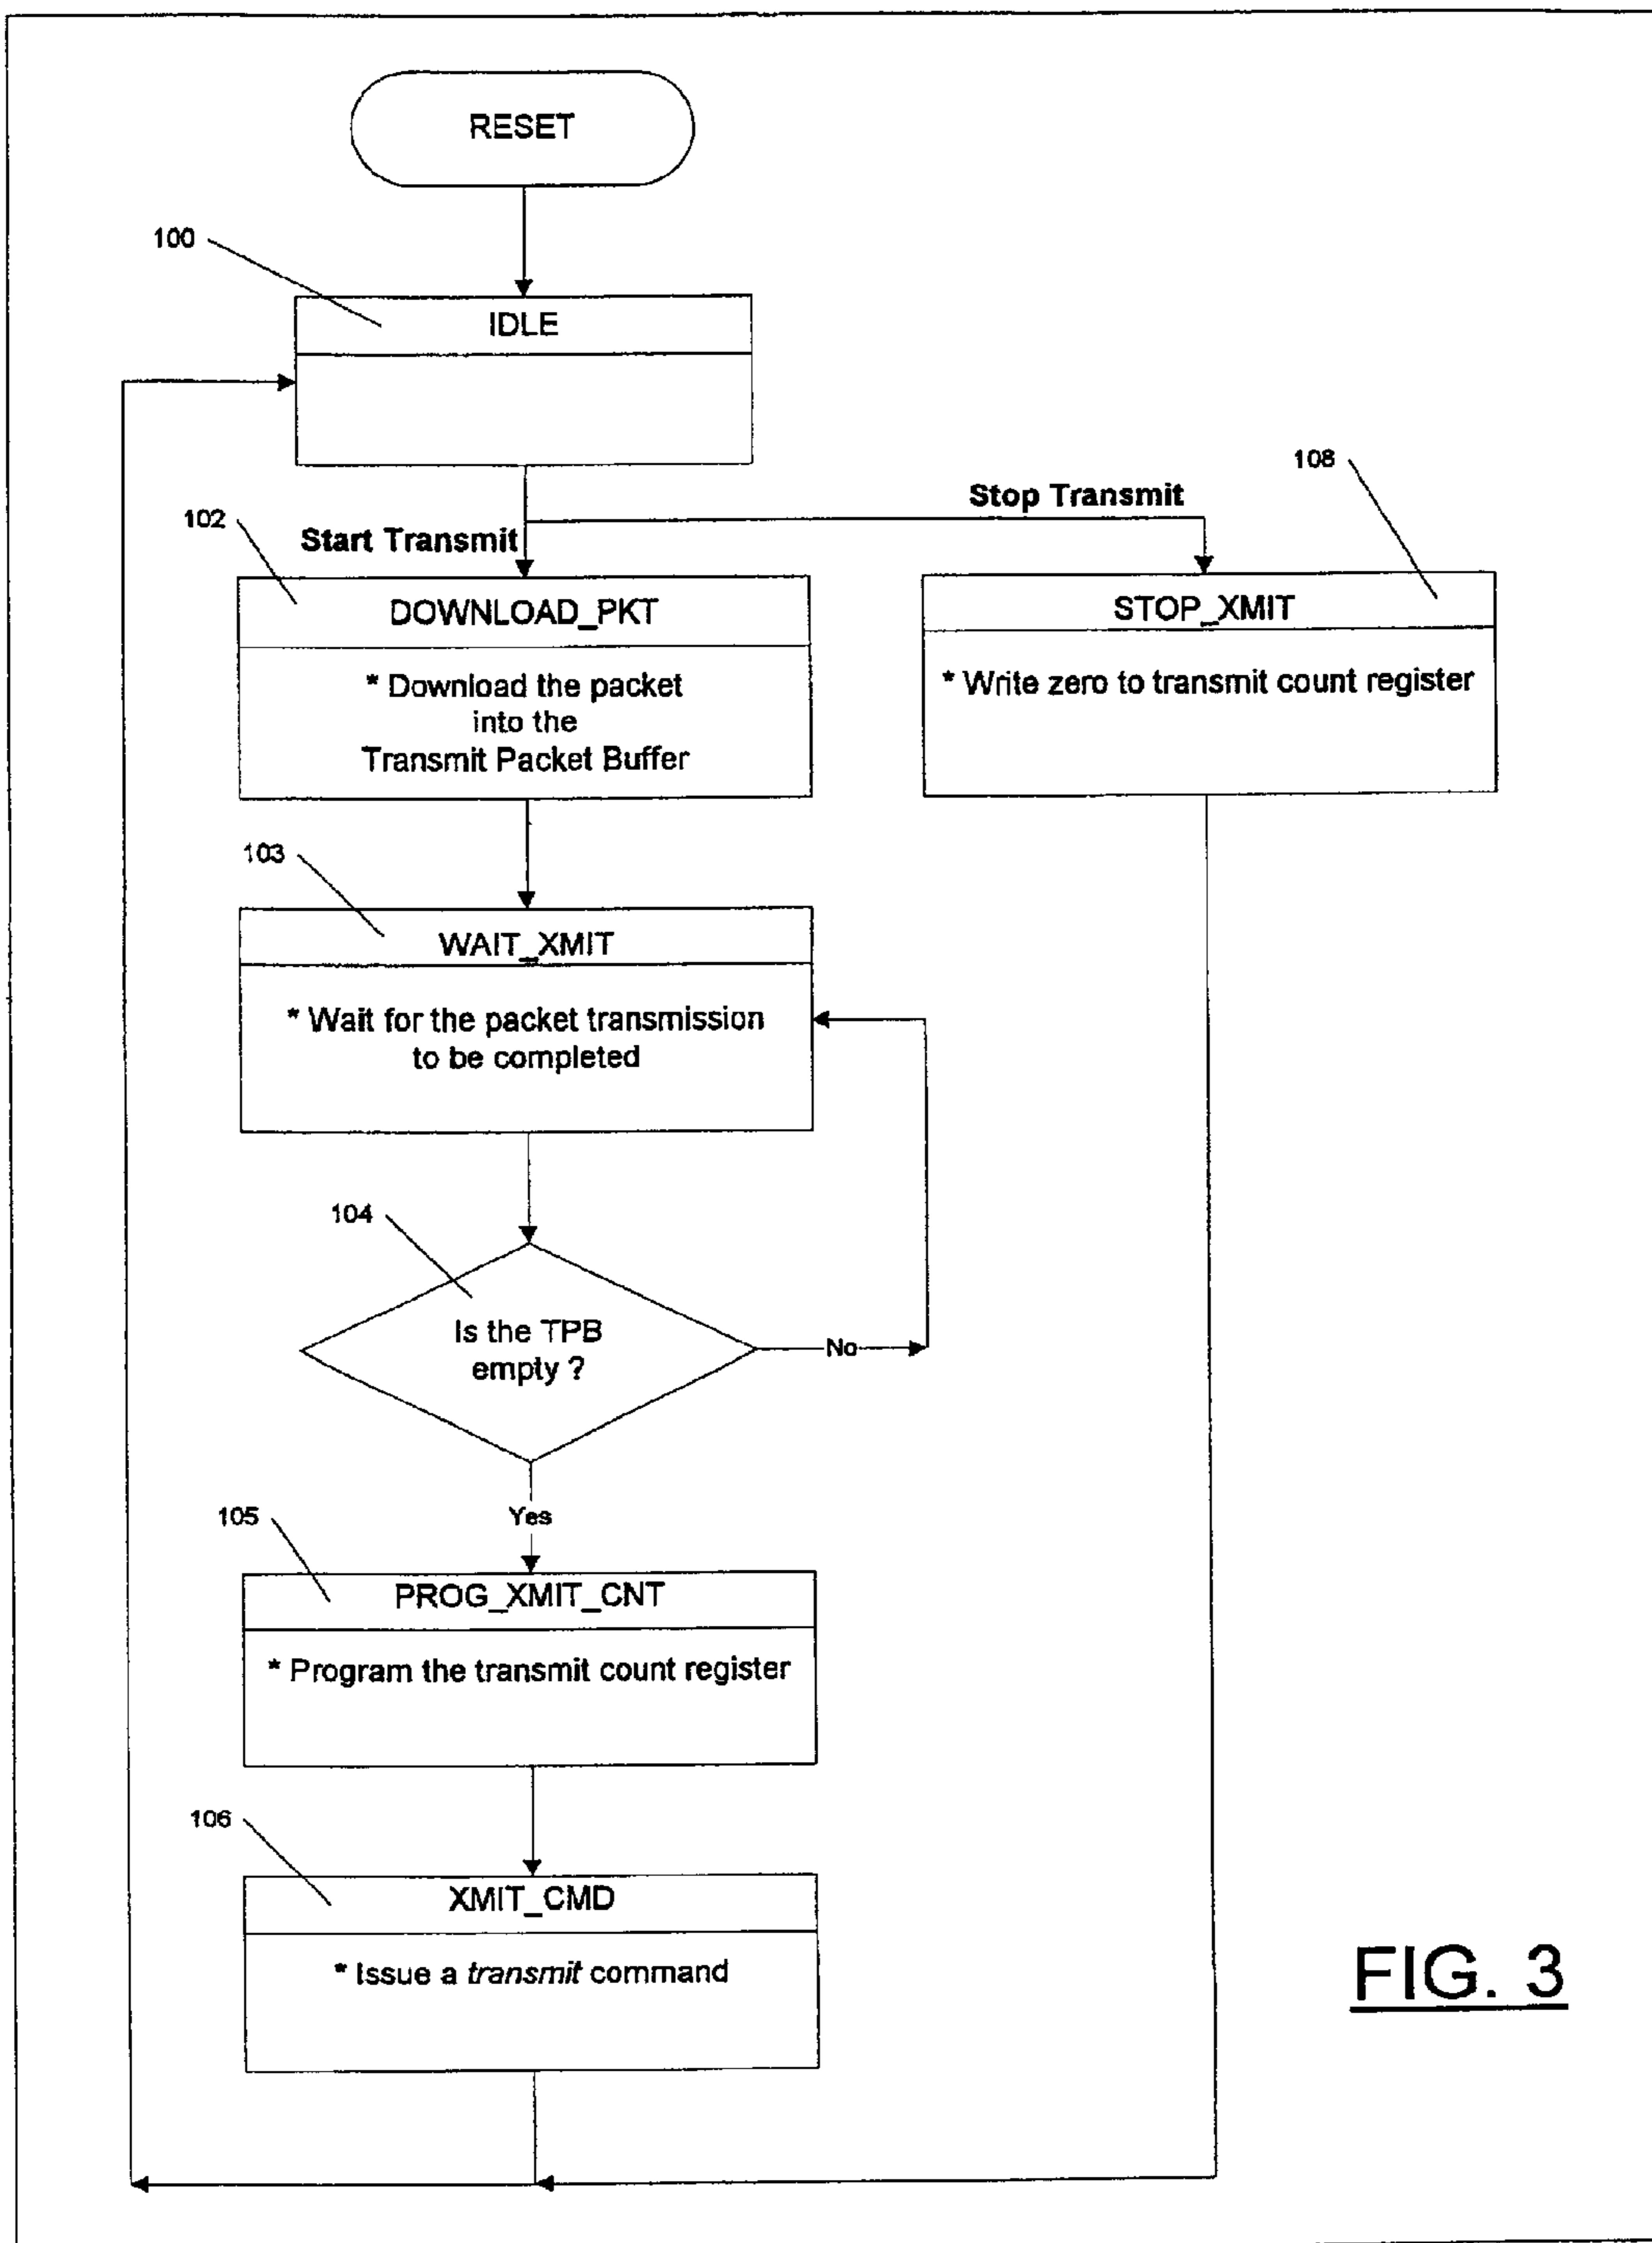 RESET
100
IDLE
108
Stop Transmit
102
Start Transmit
DOWNLOAD_PKT
* Download the packet
into the
Transmit Packet Buffer
STOP_XMIT
* Write zero to transmit count register
103
WAIT_XMIT
* Wait for the packet transmission
to be completed
104
Is the TPB
empty ?
No
Yes
105
PROG_XMIT_CNT
* Program the transmit count register
106
XMIT_CMD
* Issue a transmit command
FIG. 3